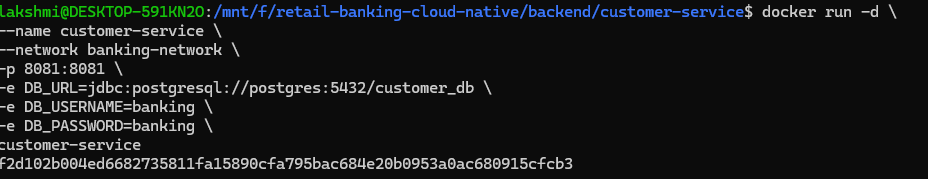 lakshmi@DESKTOP-591KN2O:/mnt/f/retail-banking-cloud-native/backend/customer-service$ docker run -d \
--name customer-service \
--network banking-network \
-p 8081:8081 \
-e DB_URL=jdbc:postgresql://postgres:5432/customer_db \
-e DB_USERNAME=banking \
-e DB_PASSWORD=banking \
customer-service
f2d102b004ed6682735811fa15890cfa795bac684e20b0953a0ac680915cfcb3